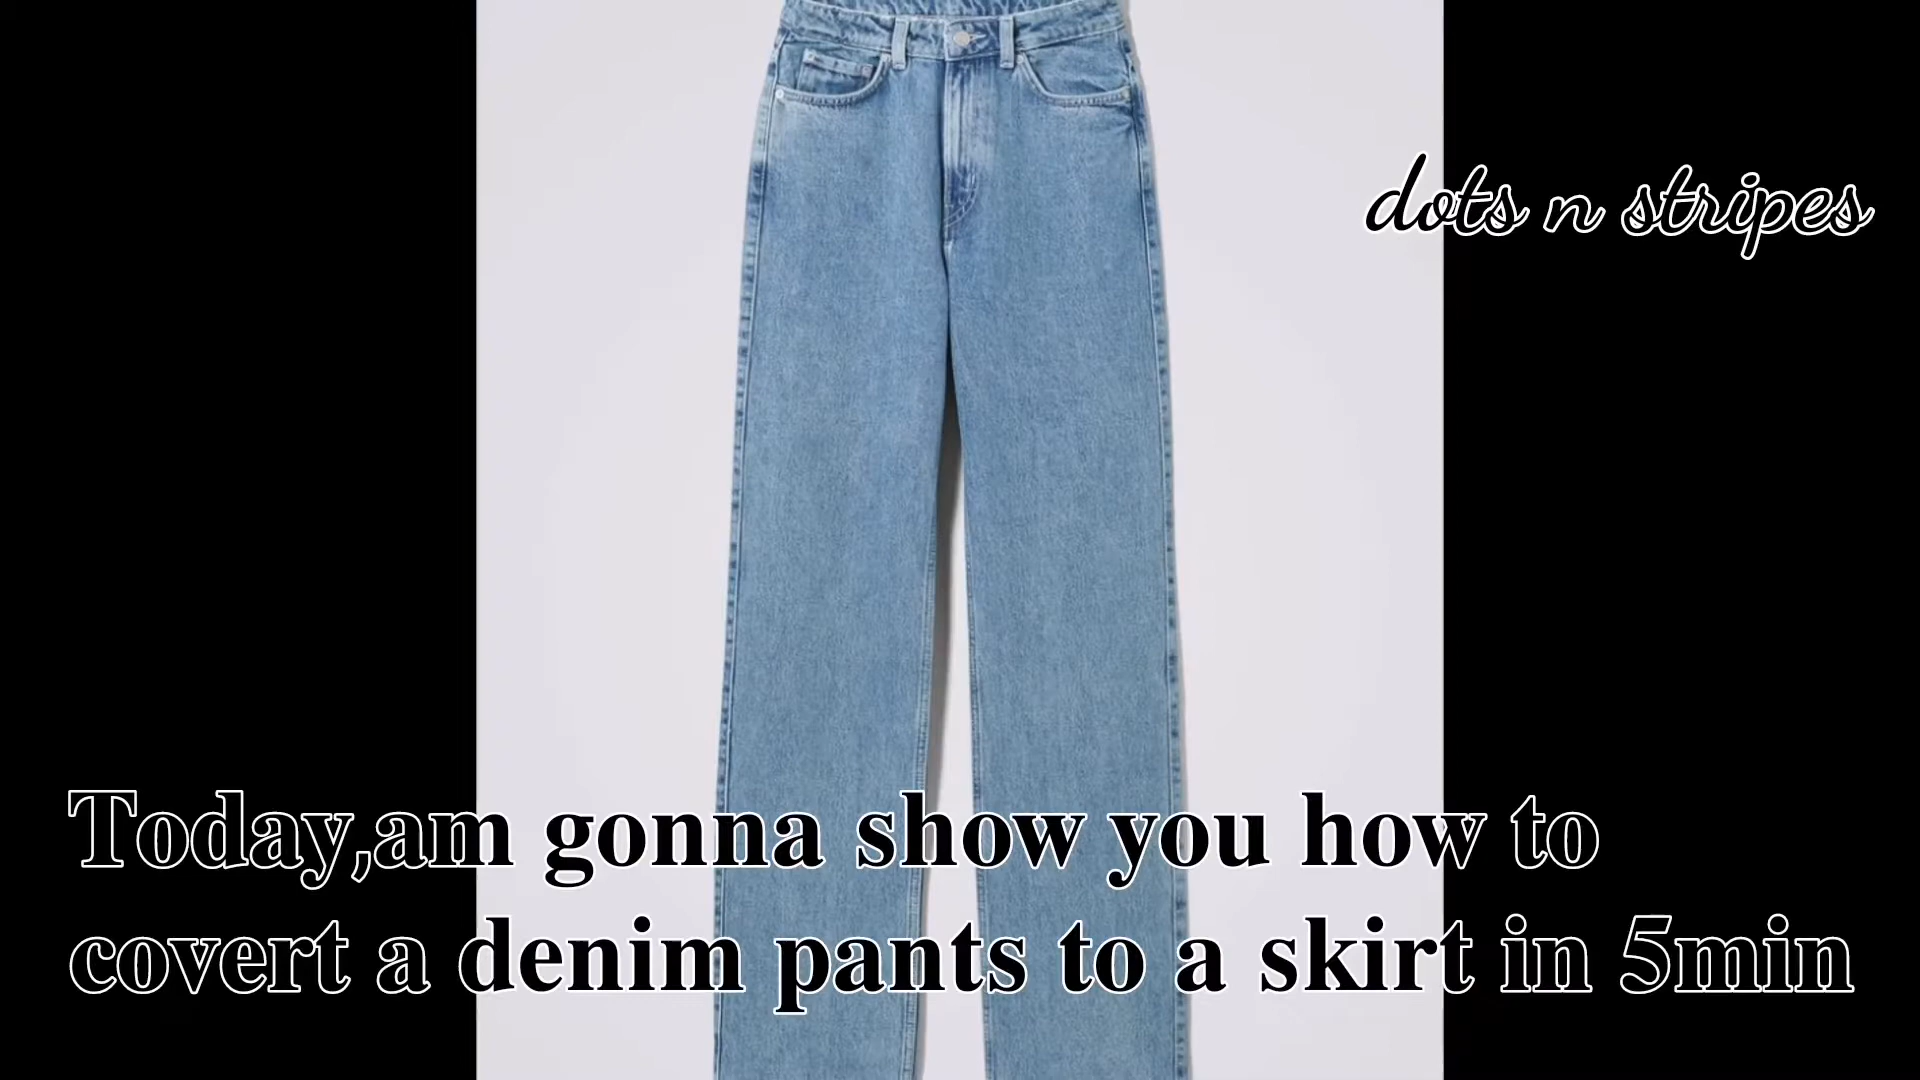 dots n stripes
Today,am gonna show you how to
covert a denim pants to a skirt in 5min